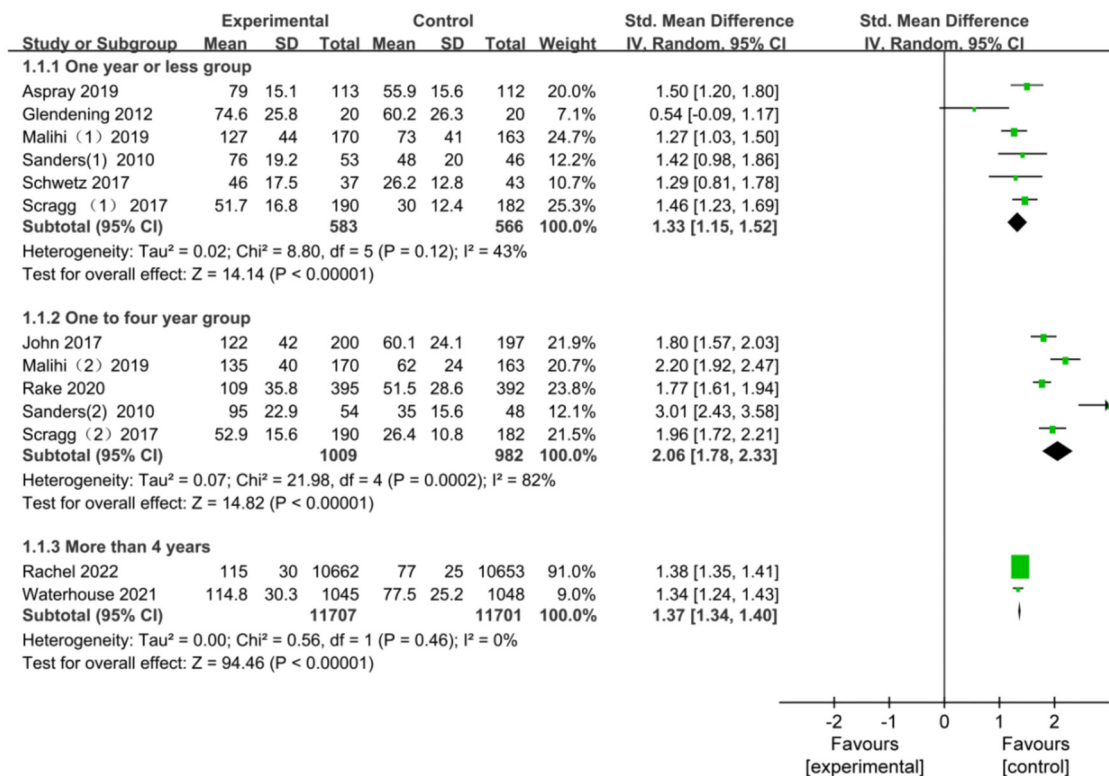 Experimental Control Std. Mean Difference Std. Mean Difference
Study or Subgroup Mean SD Total Mean SD Total Weight IV, Random, 95% CI IV, Random, 95% CI
1.1.1 One year or less group
Aspray 2019 79 15.1 113 55.9 15.6 112 20.0% 1.50 [1.20, 1.80]
Glendening 2012 74.6 25.8 20 60.2 26.3 20 7.1% 0.54 [-0.09, 1.17]
Malihi（1）2019 127 44 170 73 41 163 24.7% 1.27 [1.03, 1.50]
Sanders(1) 2010 76 19.2 53 48 20 46 12.2% 1.42 [0.98, 1.86]
Schwetz 2017 46 17.5 37 26.2 12.8 43 10.7% 1.29 [0.81, 1.78]
Scragg （1）2017 51.7 16.8 190 30 12.4 182 25.3% 1.46 [1.23, 1.69]
Subtotal (95% CI) 583 566 100.0% 1.33 [1.15, 1.52]
Heterogeneity: Tau² = 0.02; Chi² = 8.80, df = 5 (P = 0.12); I² = 43%
Test for overall effect: Z = 14.14 (P < 0.00001)
1.1.2 One to four year group
John 2017 122 42 200 60.1 24.1 197 21.9% 1.80 [1.57, 2.03]
Malihi（2）2019 135 40 170 62 24 163 20.7% 2.20 [1.92, 2.47]
Rake 2020 109 35.8 395 51.5 28.6 392 23.8% 1.77 [1.61, 1.94]
Sanders(2) 2010 95 22.9 54 35 15.6 48 12.1% 3.01 [2.43, 3.58]
Scragg（2）2017 52.9 15.6 190 26.4 10.8 182 21.5% 1.96 [1.72, 2.21]
Subtotal (95% CI) 1009 982 100.0% 2.06 [1.78, 2.33]
Heterogeneity: Tau² = 0.07; Chi² = 21.98, df = 4 (P = 0.0002); I² = 82%
Test for overall effect: Z = 14.82 (P < 0.00001)
1.1.3 More than 4 years
Rachel 2022 115 30 10662 77 25 10653 91.0% 1.38 [1.35, 1.41]
Waterhouse 2021 114.8 30.3 1045 77.5 25.2 1048 9.0% 1.34 [1.24, 1.43]
Subtotal (95% CI) 11707 11701 100.0% 1.37 [1.34, 1.40]
Heterogeneity: Tau² = 0.00; Chi² = 0.56, df = 1 (P = 0.46); I² = 0%
Test for overall effect: Z = 94.46 (P < 0.00001)
-2 -1 0 1 2
Favours [experimental] Favours [control]